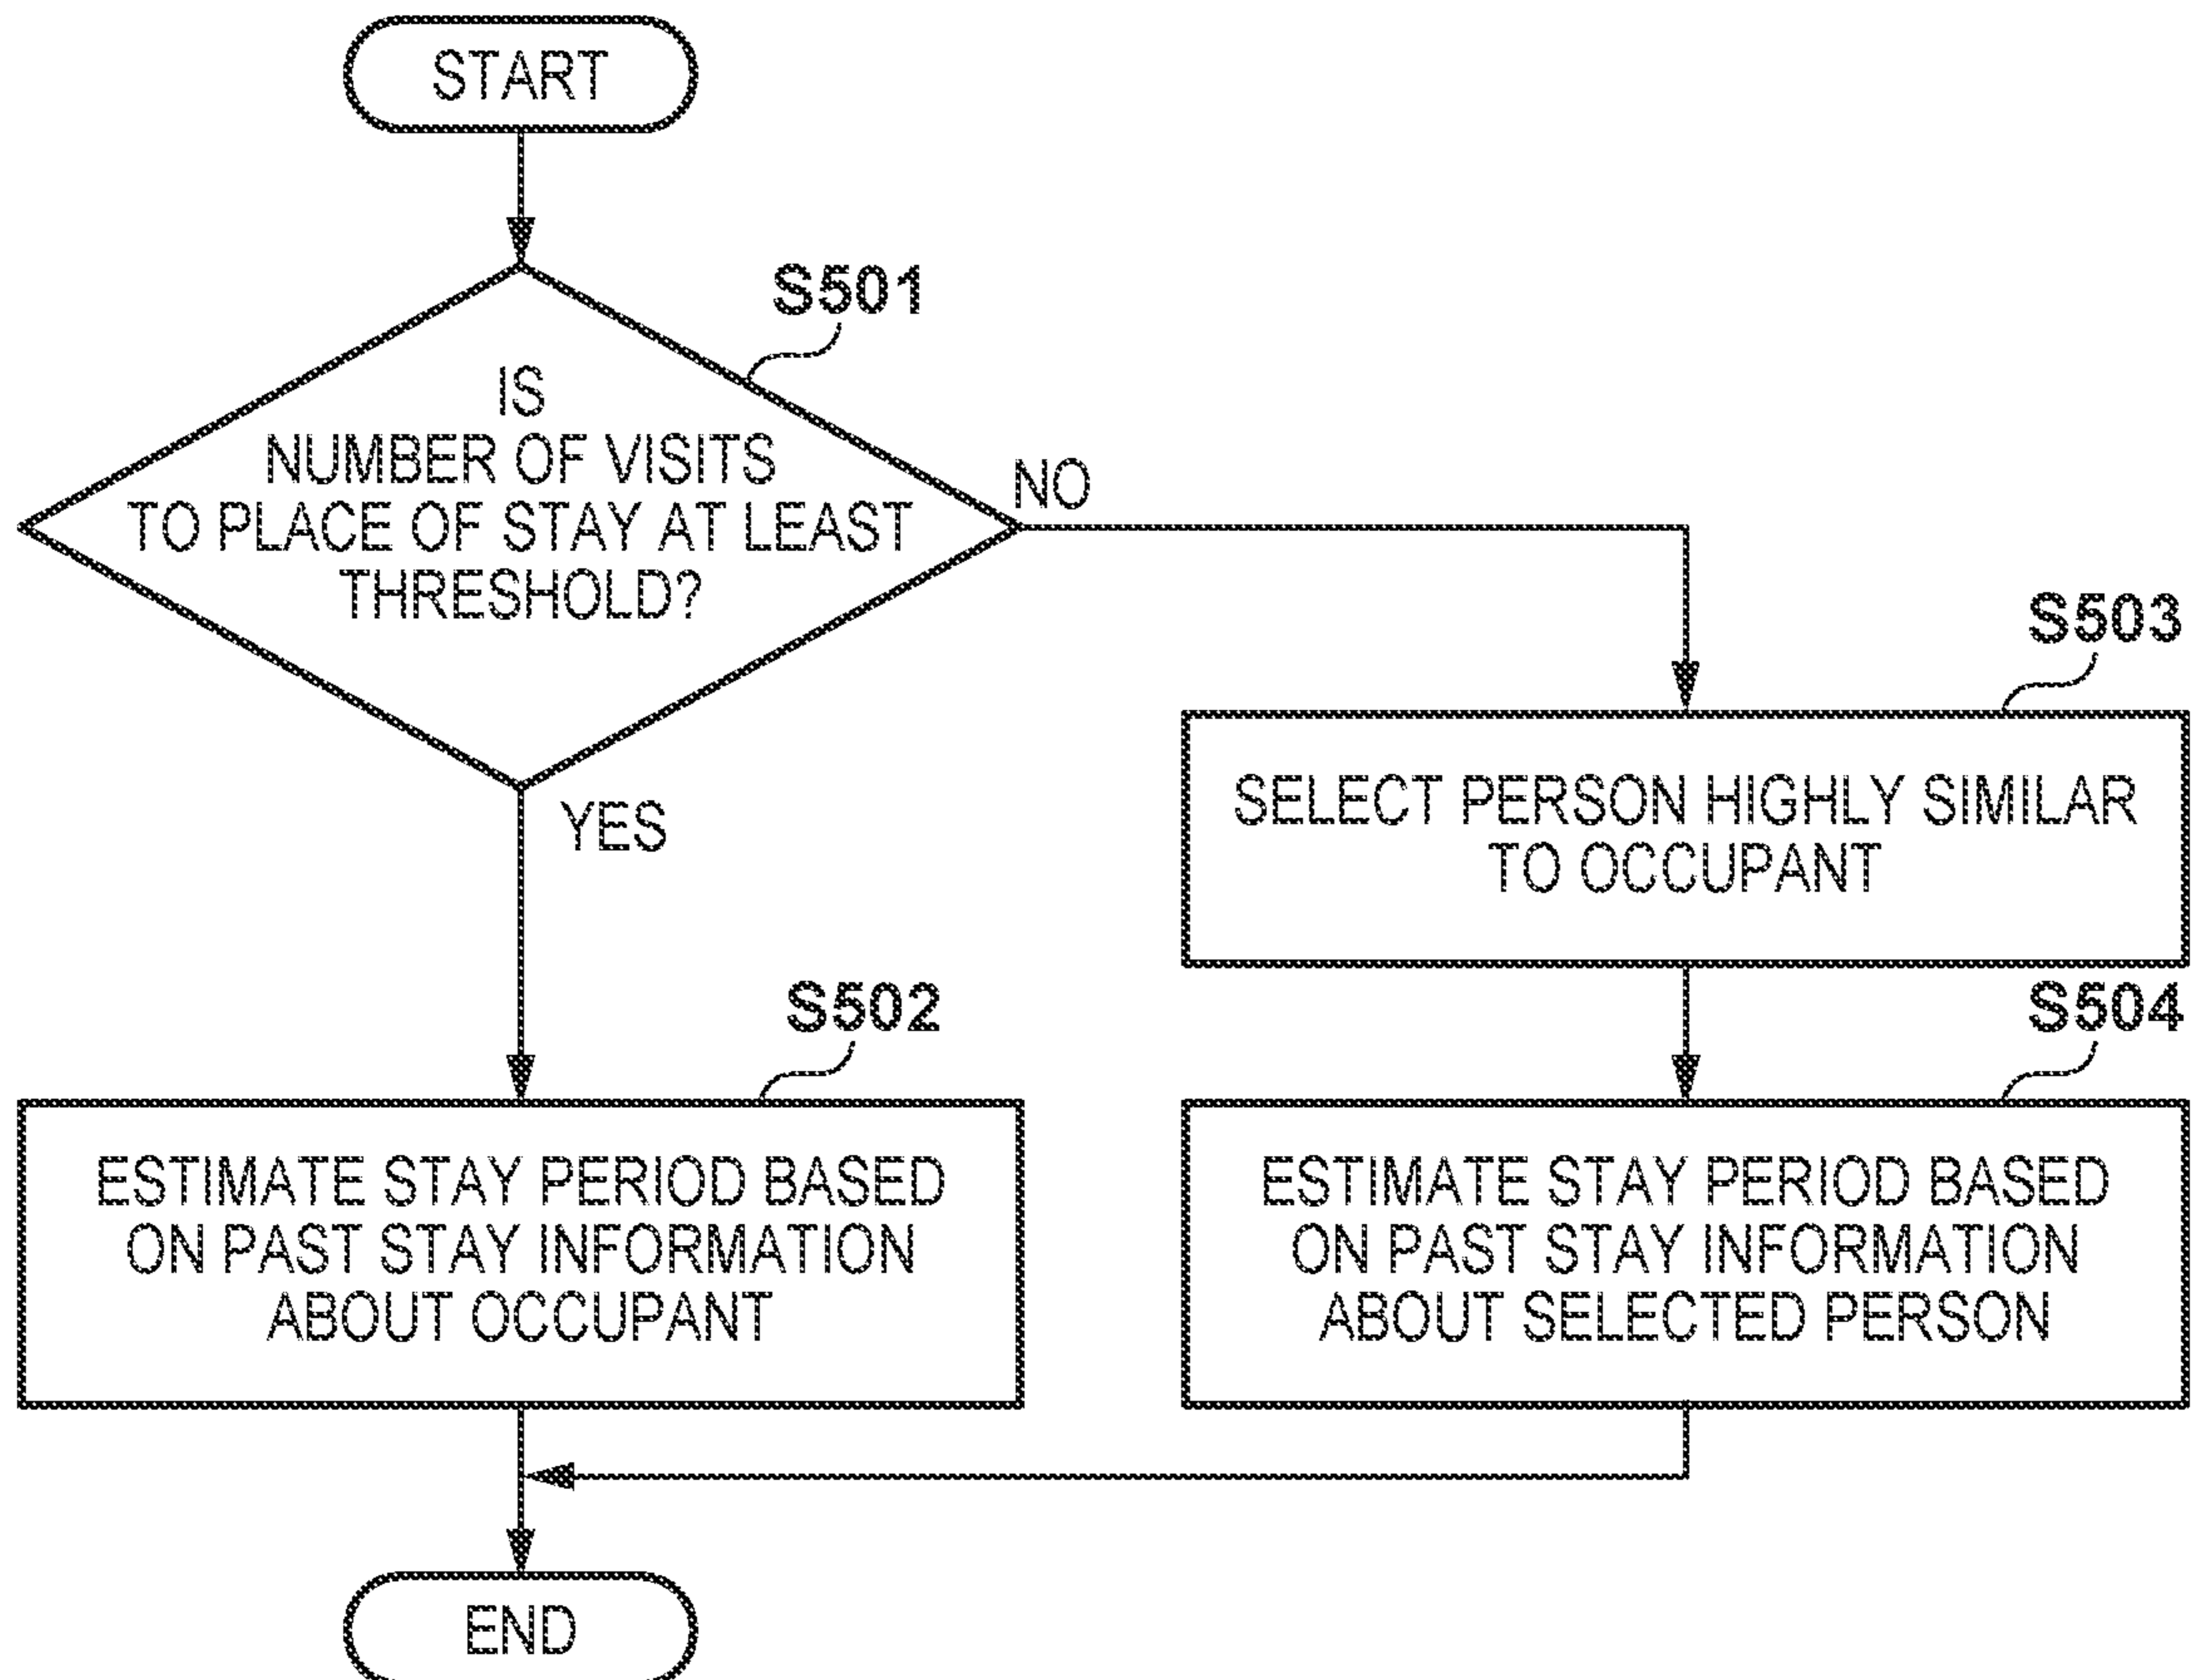 START
S501
IS
NUMBER OF VISITS
TO PLACE OF STAY AT LEAST
THRESHOLD?
NO
YES
S503
SELECT PERSON HIGHLY SIMILAR
TO OCCUPANT
S502
ESTIMATE STAY PERIOD BASED
ON PAST STAY INFORMATION
ABOUT OCCUPANT
S504
ESTIMATE STAY PERIOD BASED
ON PAST STAY INFORMATION
ABOUT SELECTED PERSON
END